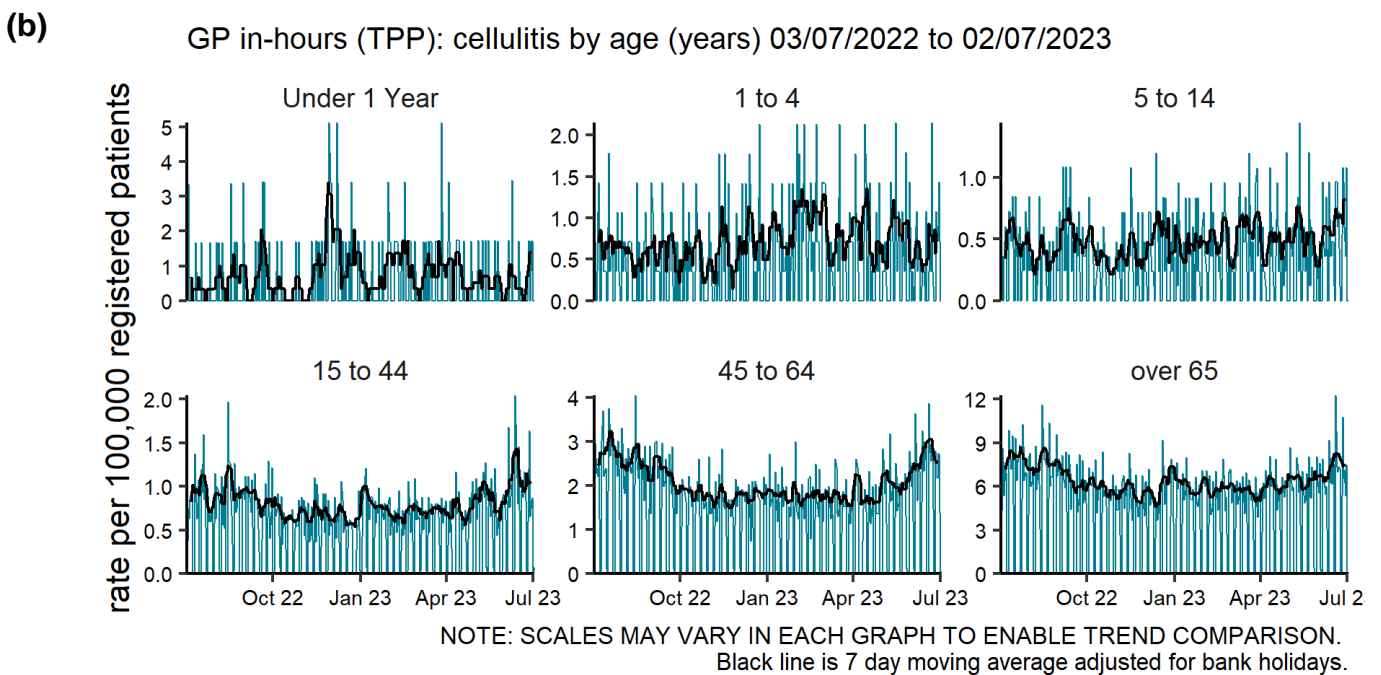 (b)
GP in-hours (TPP): cellulitis by age (years) 03/07/2022 to 02/07/2023
rate per 100,000 registered patients
Under 1 Year
5
4
3
2
1
0
1 to 4
2.0
1.5
1.0
0.5
0.0
5 to 14
1.0
0.5
0.0
15 to 44
2.0
1.5
1.0
0.5
0.0
Oct 22 Jan 23 Apr 23 Jul 23
45 to 64
4
3
2
1
0
Oct 22 Jan 23 Apr 23 Jul 23
over 65
12
9
6
3
0
Oct 22 Jan 23 Apr 23 Jul 2
NOTE: SCALES MAY VARY IN EACH GRAPH TO ENABLE TREND COMPARISON.
Black line is 7 day moving average adjusted for bank holidays.